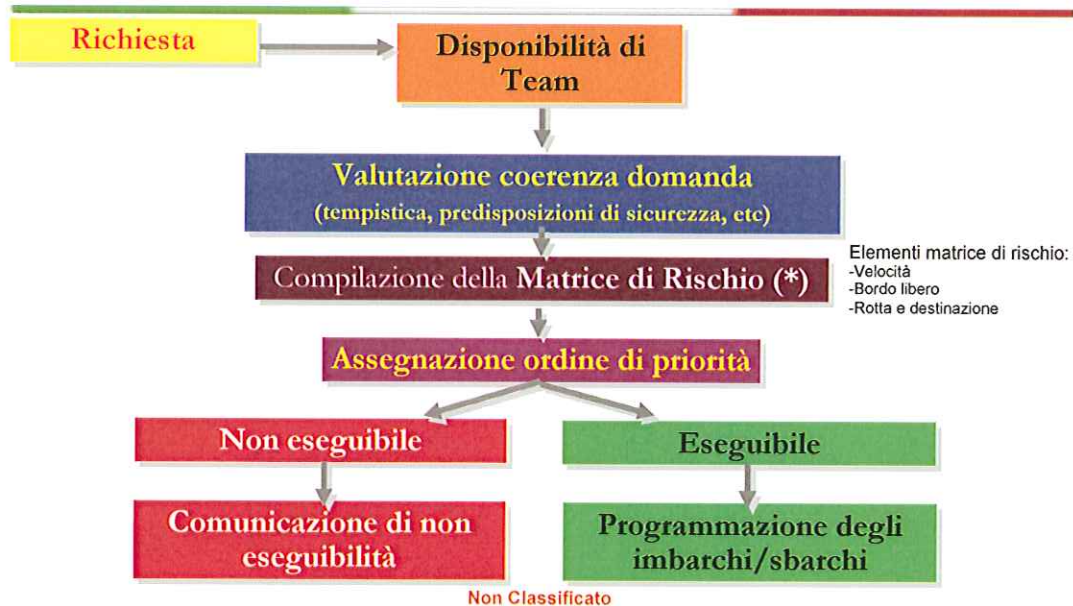 Richiesta
Disponibilità di
Team
Valutazione coerenza domanda
(tempistica, predisposizioni di sicurezza, etc)
Compilazione della Matrice di Rischio (*)
Elementi matrice di rischio:
-Velocità
-Bordo libero
-Rotta e destinazione
Assegnazione ordine di priorità
Non eseguibile
Eseguibile
Comunicazione di non
eseguibilità
Programmazione degli
imbarchi/sbarchi
Non Classificato